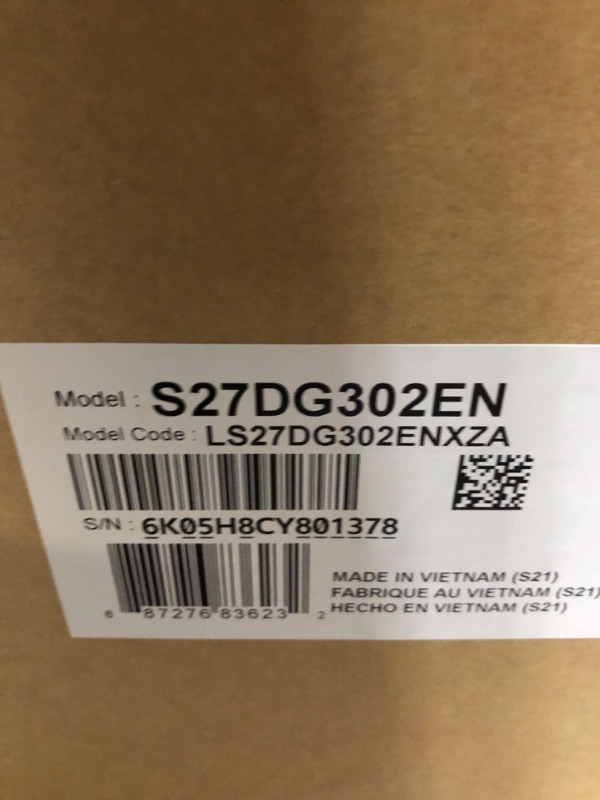 Model : S27DG302EN
Model Code : LS27DG302ENXZA
S/N : 6K05H8CY801378
8 87276 83623 2
MADE IN VIETNAM (S21)
FABRIQUE AU VIETNAM (S21)
HECHO EN VIETNAM (S21)